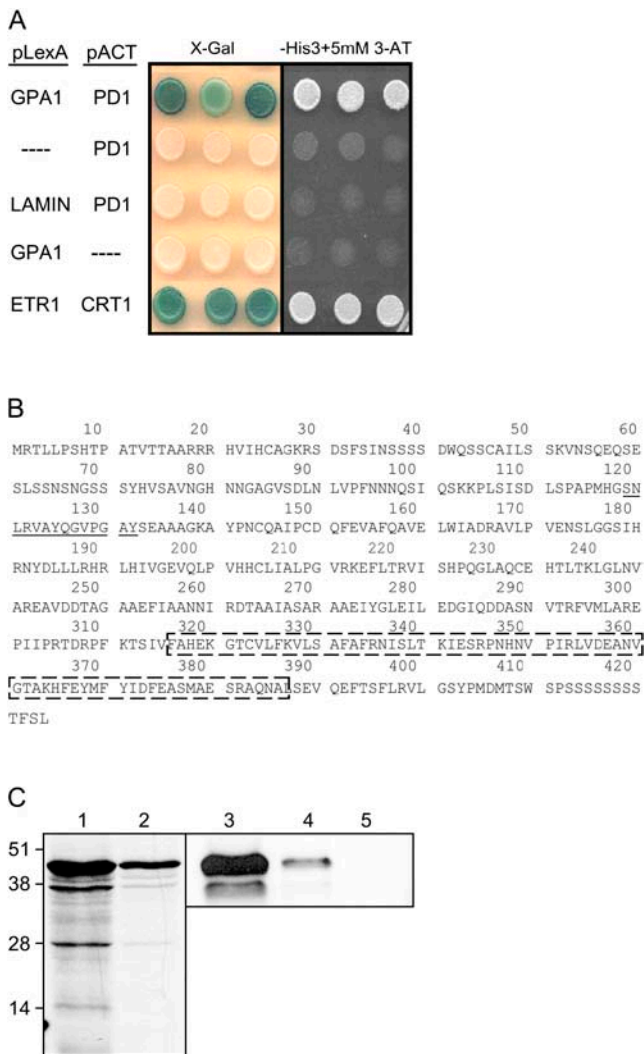 A
pLexA pACT X-Gal -His3+5mM 3-AT
GPA1 PD1
---- PD1
LAMIN PD1
GPA1 ----
ETR1 CRT1
B
10 20 30 40 50 60
MRTLLPSHTP ATVTTAARRR HVIHCAGKRS DSFSINSSSS DWQSSCAILS SKVNSQEQSE
70 80 90 100 110 120
SLSSNSNGSS SYHVSAVNGH NNGAGVSDLN LVPFNNNQSI QSKKPLSISD LSPAPMHGSN
130 140 150 160 170 180
LRVAYQGVPG AYSEAAAGKA YPNCQAIPCD QFEVAFQAVE LWIADRAVLP VENSLGGSIH
190 200 210 220 230 240
RNYDLLLRHR LHIVGEVQLP VHHCLIALPG VRKEFLTRVI SHPQGLAQCE HTLTKLGLNV
250 260 270 280 290 300
AREAVDDTAG AAEFIAANNI RDTAAIASAR AAEIYGLEIL EDGIQDDASN VTRFVMLARE
310 320 330 340 350 360
PIIPRTDRPF KTSIVFAHEK GTCVLFKVLS AFAFRNISLT KIESRPNHNV PIRLVDEANV
370 380 390 400 410 420
GTAKHFEYMF YIDFEASMAE SRAQNALSEV QEFTSFLRVL GSYPMDMTSW SPSSSSSSSS
TFSL
C
1 2 3 4 5
51
38
28
14